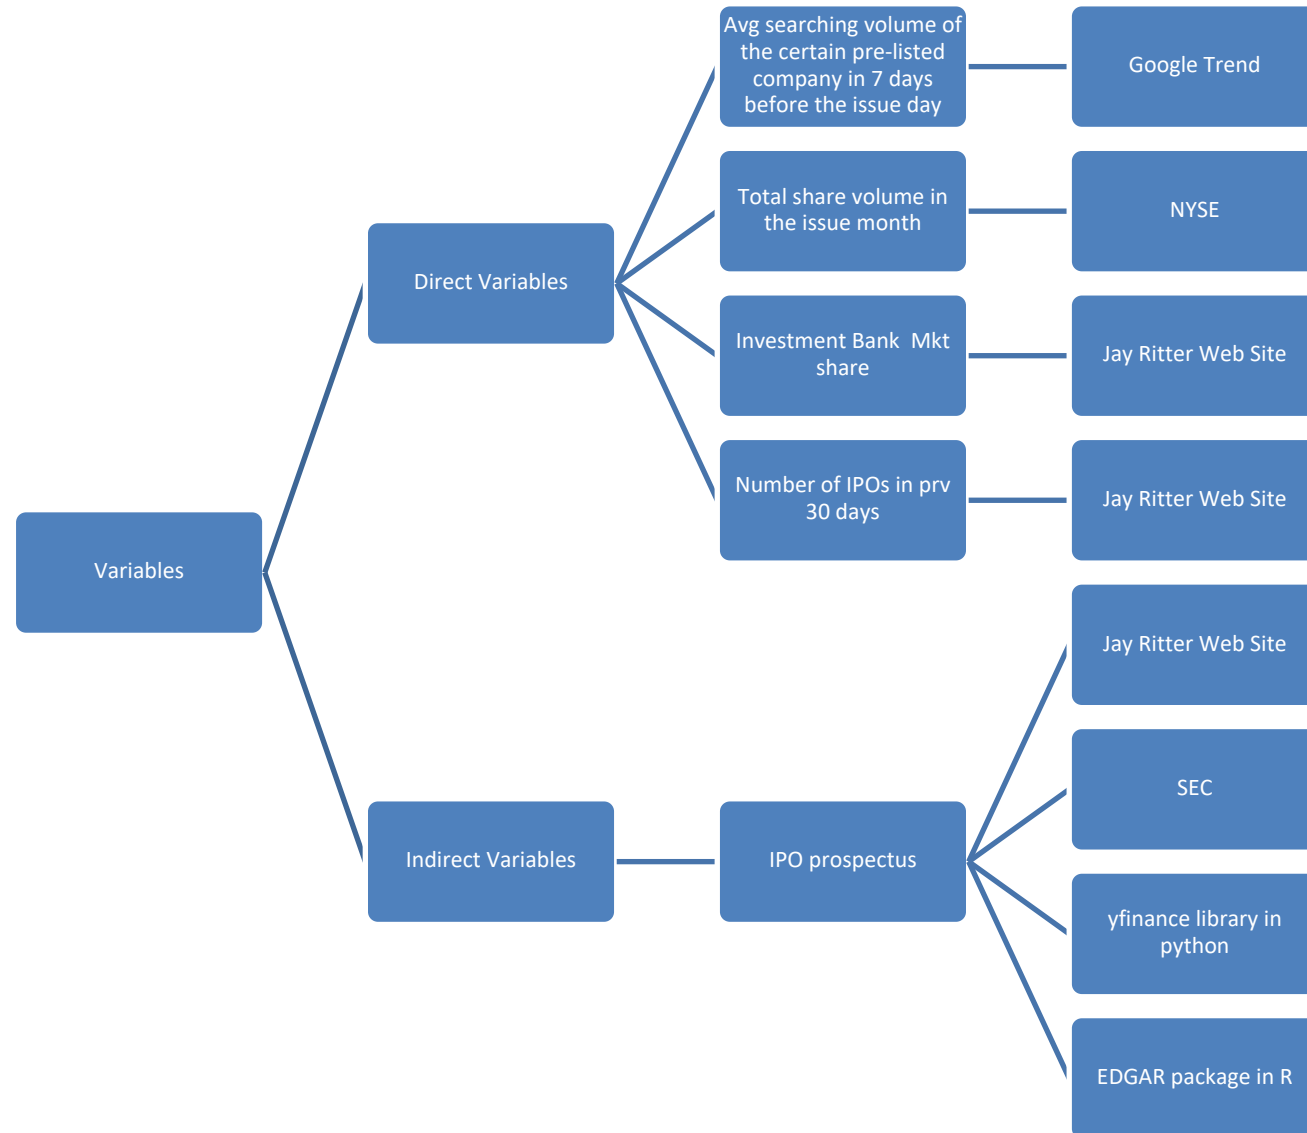 Avg searching volume of
the certain pre-listed
company in 7 days
before the issue day
Google Trend
Total share volume in
the issue month
NYSE
Direct Variables
Investment Bank  Mkt
share
Jay Ritter Web Site
Number of IPOs in prv
30 days
Jay Ritter Web Site
Variables
Jay Ritter Web Site
SEC
Indirect Variables
IPO prospectus
yfinance library in
python
EDGAR package in R